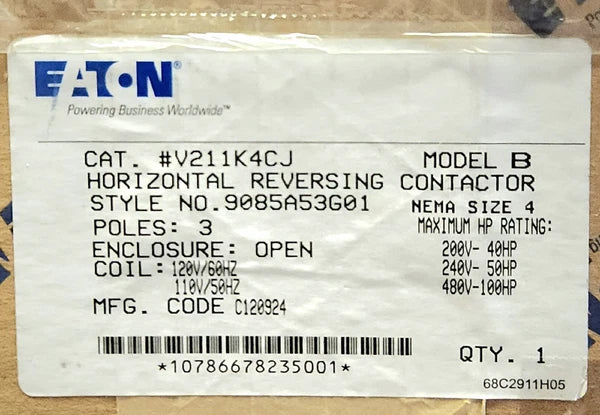 EATON®
Powering Business Worldwide™
CAT. #V211K4CJ MODEL B
HORIZONTAL REVERSING CONTACTOR
STYLE NO.9085A53G01 NEMA SIZE 4
POLES: 3 MAXIMUM HP RATING:
ENCLOSURE: OPEN 200V- 40HP
COIL: 120V/60HZ 240V- 50HP
110V/50HZ 480V-100HP
MFG. CODE C120924
*10786678235001* QTY. 1
68C2911H05